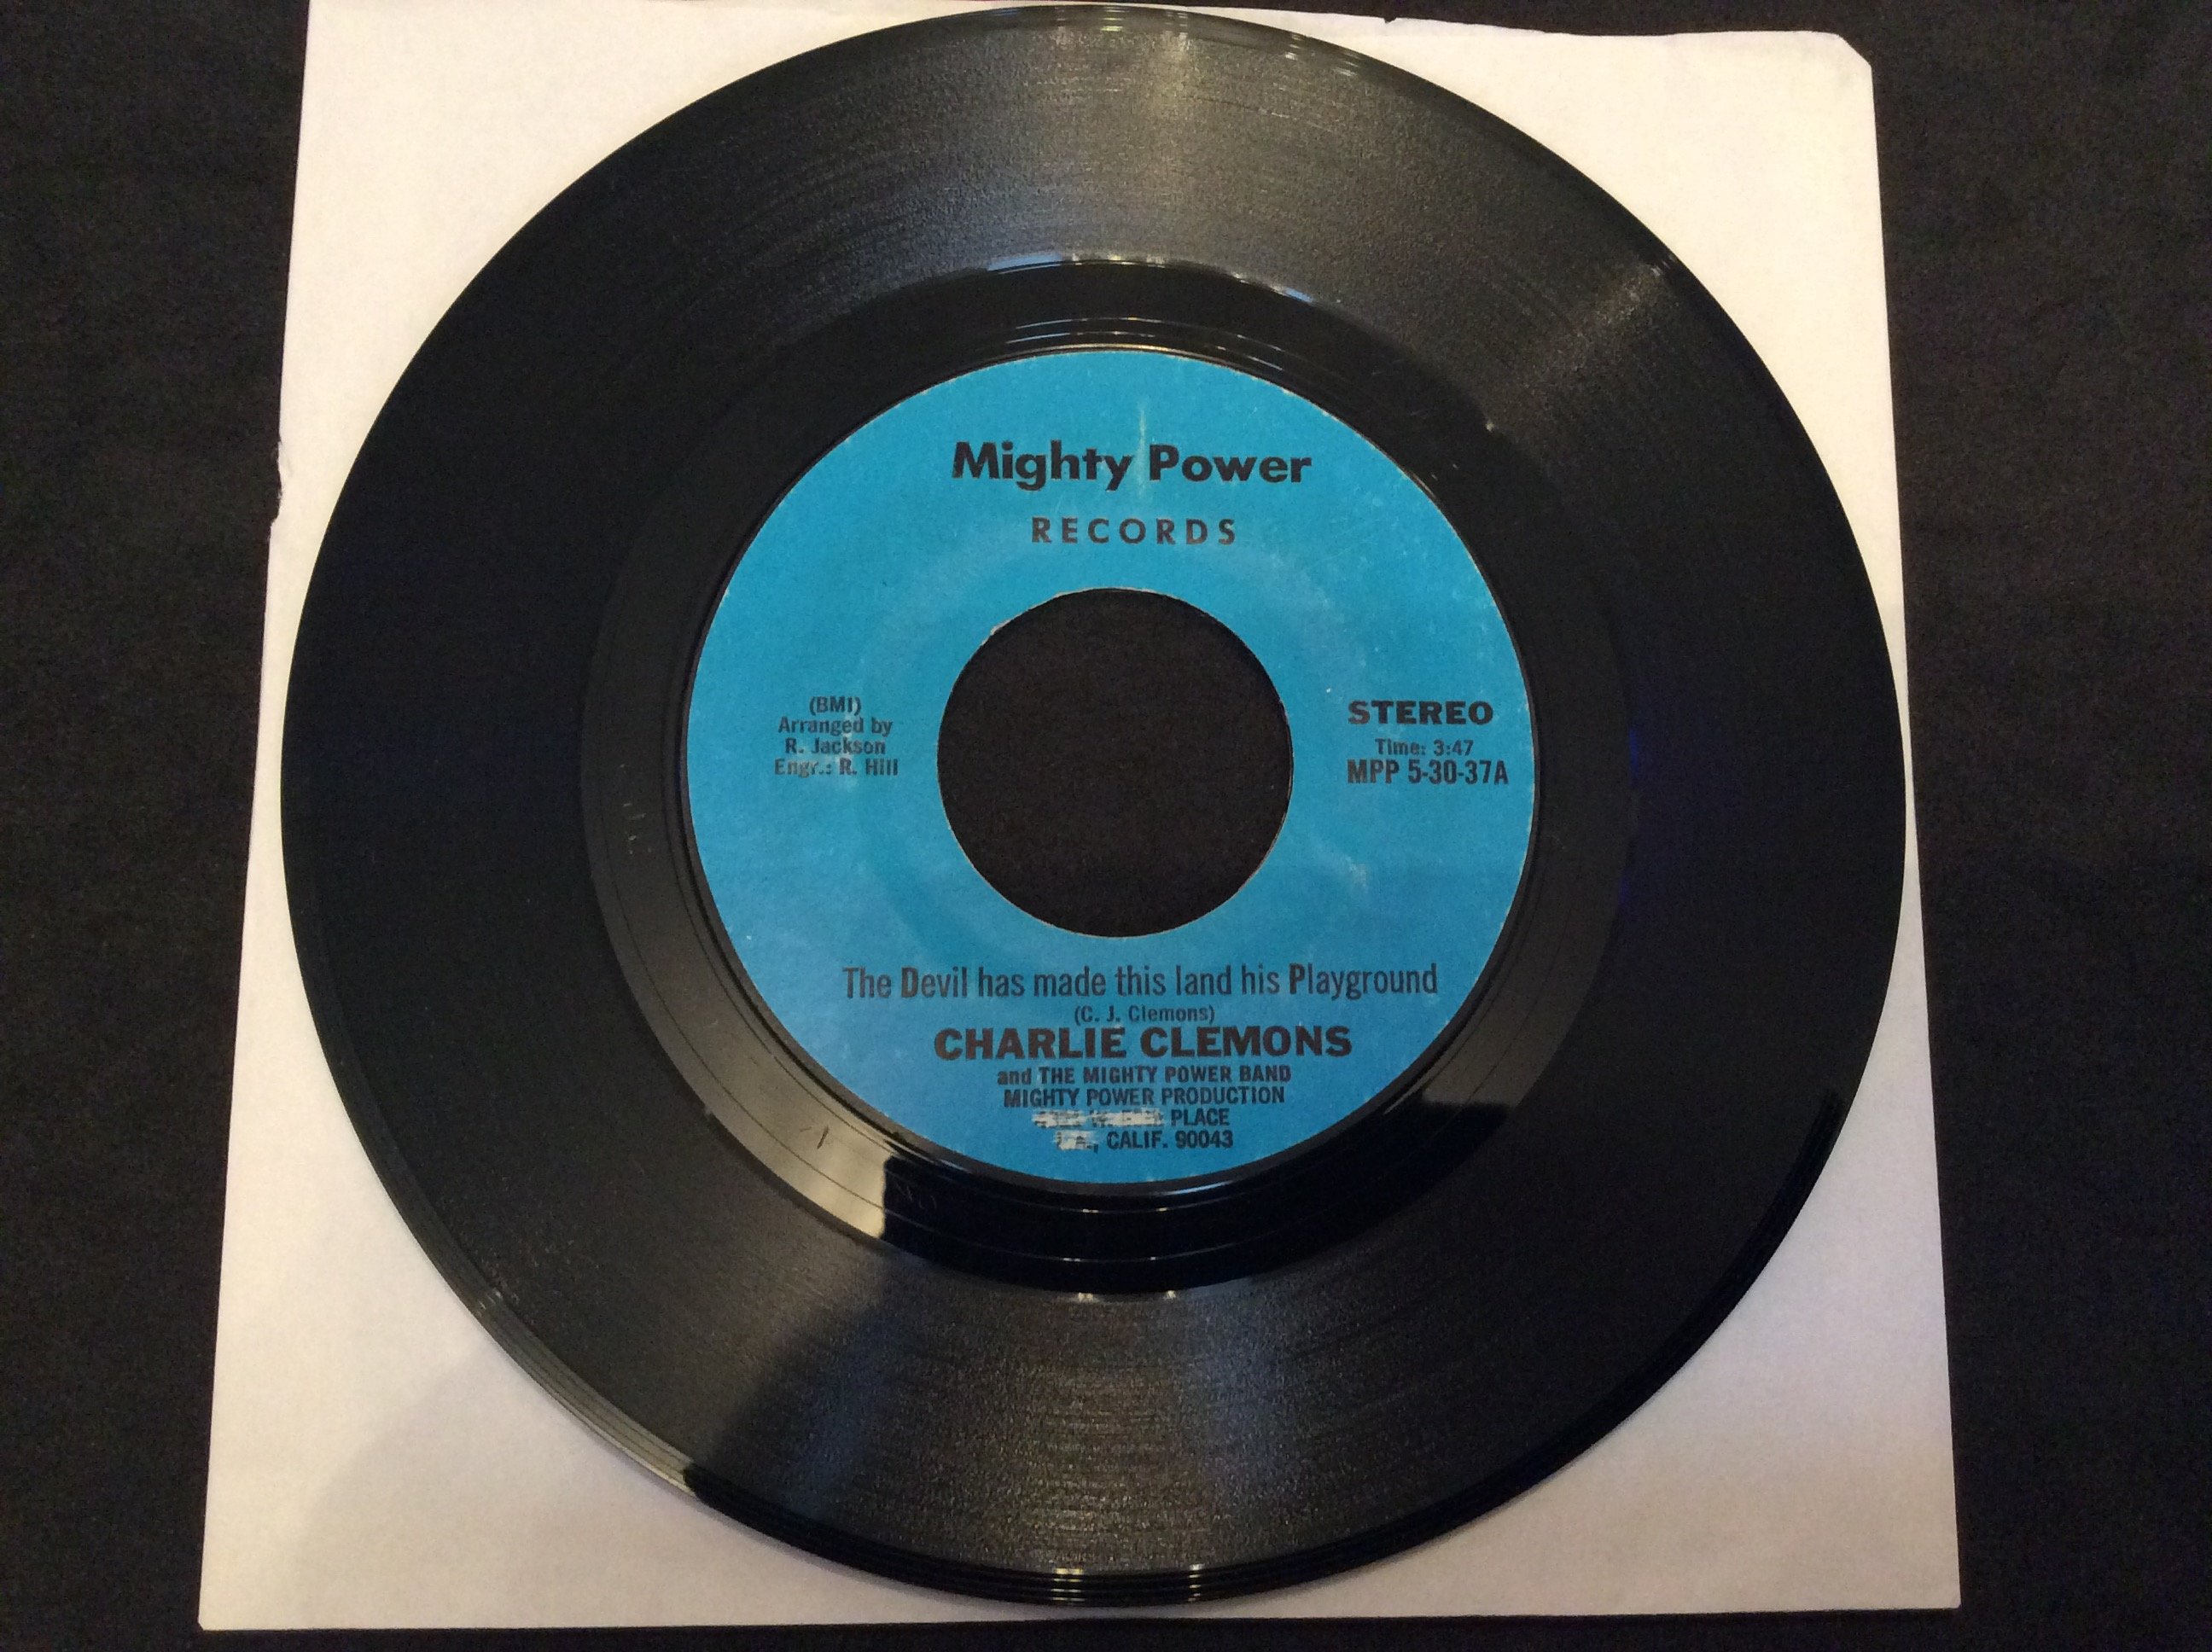 Mighty Power
RECORDS
(BMI)
Arranged by
R. Jackson
Engr.: R. Hill
STEREO
Time: 3:47
MPP 5-30-37A
The Devil has made this land his Playground
(C. J. Clemons)
CHARLIE CLEMONS
and THE MIGHTY POWER BAND
MIGHTY POWER PRODUCTION
PLACE
CALIF. 90043